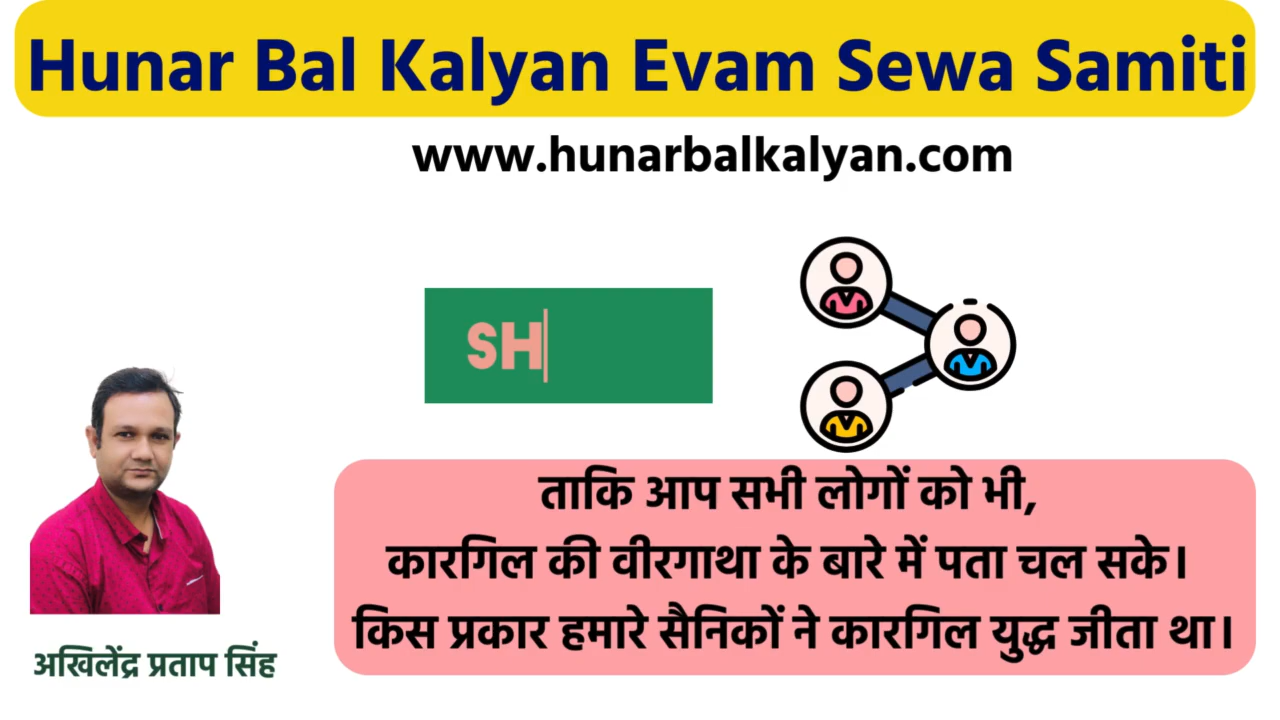 Hunar Bal Kalyan Evam Sewa Samiti
www.hunarbalkalyan.com
SH
ताकि आप सभी लोगों को भी,
कारगिल की वीरगाथा के बारे में पता चल सके।
किस प्रकार हमारे सैनिकों ने कारगिल युद्ध जीता था।
अखिलेंद्र प्रताप सिंह